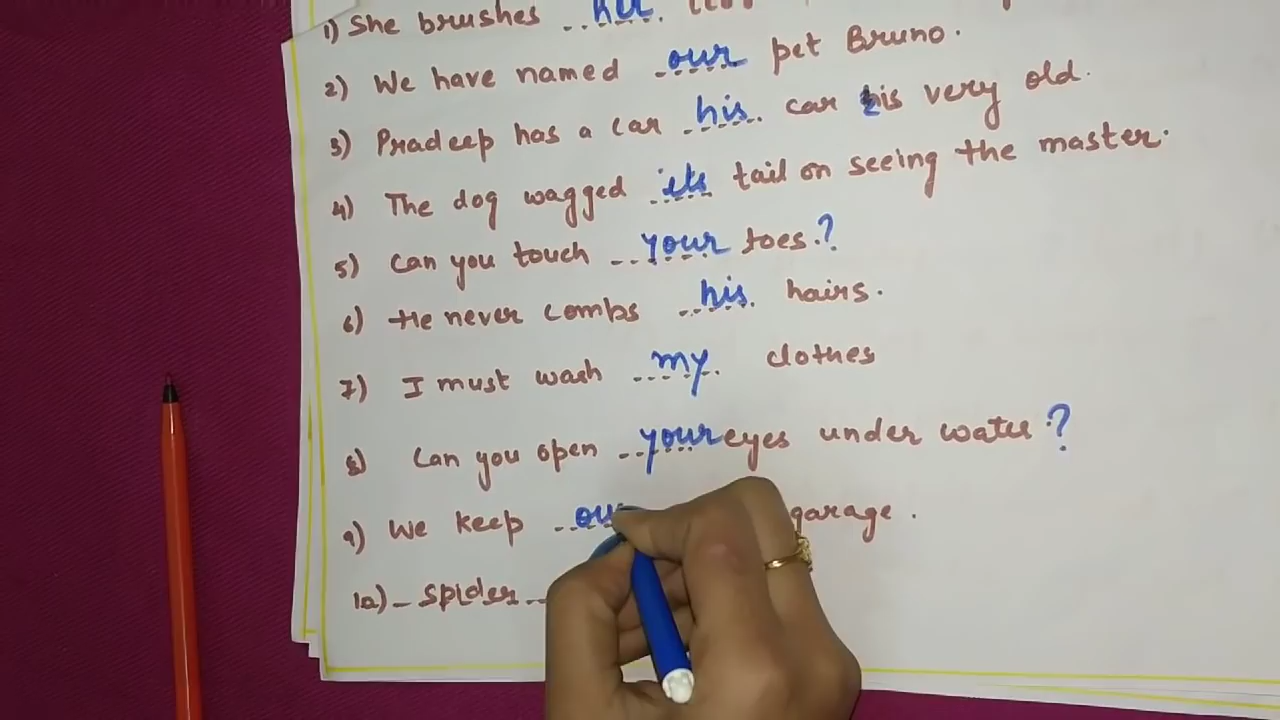 1) She brushes ..her..
2) We have named ..our.. pet Bruno.
3) Pradeep has a car ..his.. car is very old.
4) The dog wagged ..its.. tail on seeing the master.
5) Can you touch ..your.. toes.?
6) He never combs ..his.. hairs.
7) I must wash ..my.. clothes
8) Can you open ..your.. eyes under water.?
9) We keep ..ou garage.
10) - Spider